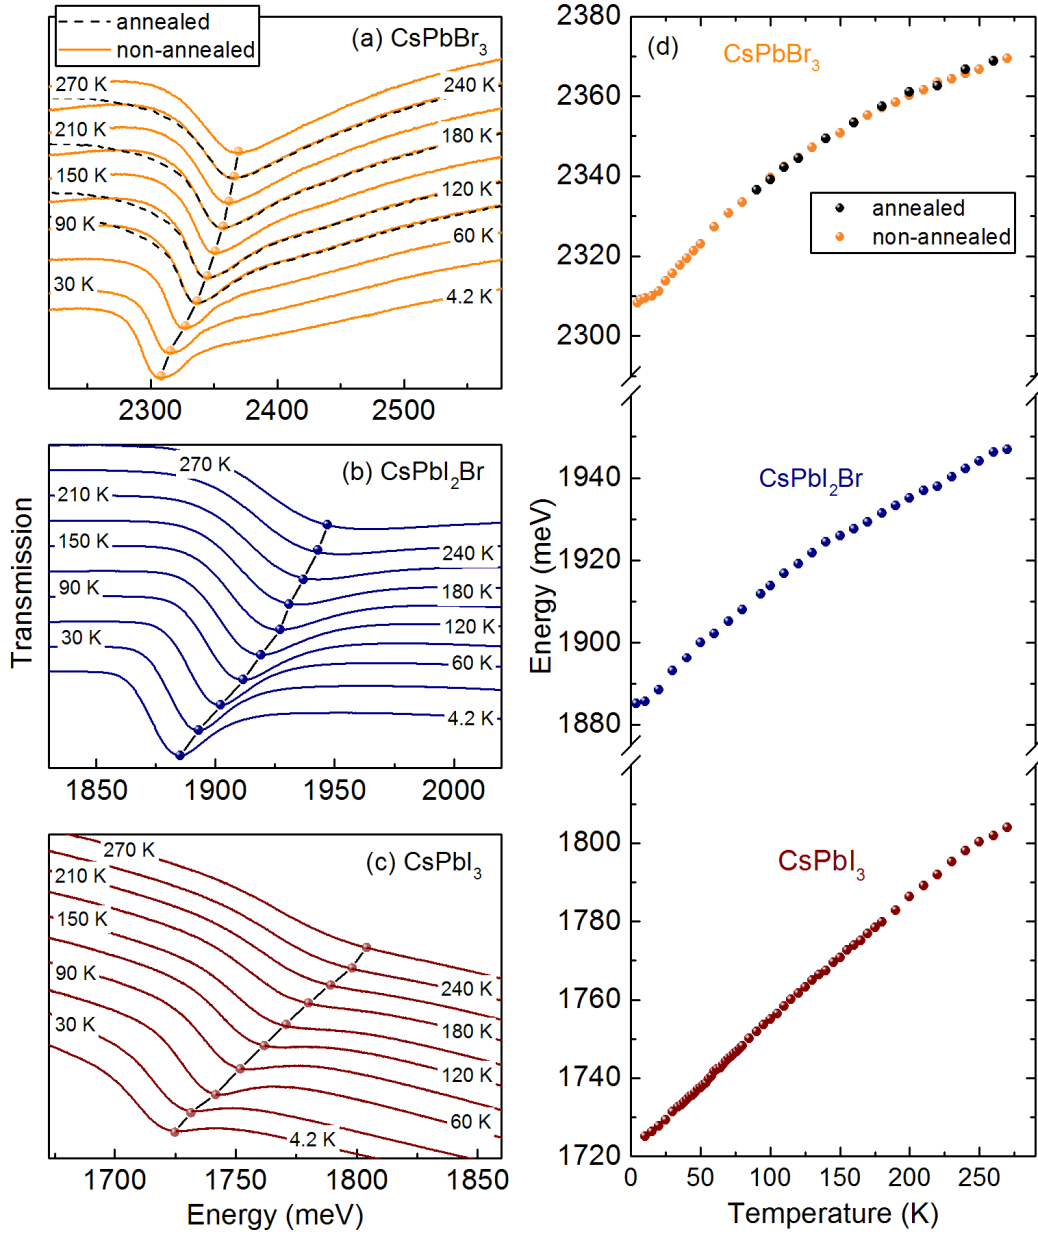 annealed
non-annealed
(a) CsPbBr₃
270 K
240 K
210 K
180 K
150 K
120 K
90 K
60 K
30 K
4.2 K
2300 2400 2500
(b) CsPbI₂Br
270 K
210 K
240 K
150 K
180 K
90 K
120 K
30 K
60 K
4.2 K
1850 1900 1950 2000
Transmission
(c) CsPbI₃
270 K
210 K
150 K
240 K
90 K
180 K
30 K
120 K
60 K
4.2 K
1700 1750 1800 1850
Energy (meV)
(d)
CsPbBr₃
annealed
non-annealed
2380
2360
2340
2320
2300
CsPbI₂Br
1940
1920
1900
1880
Energy (meV)
CsPbI₃
1800
1780
1760
1740
1720
0 50 100 150 200 250
Temperature (K)